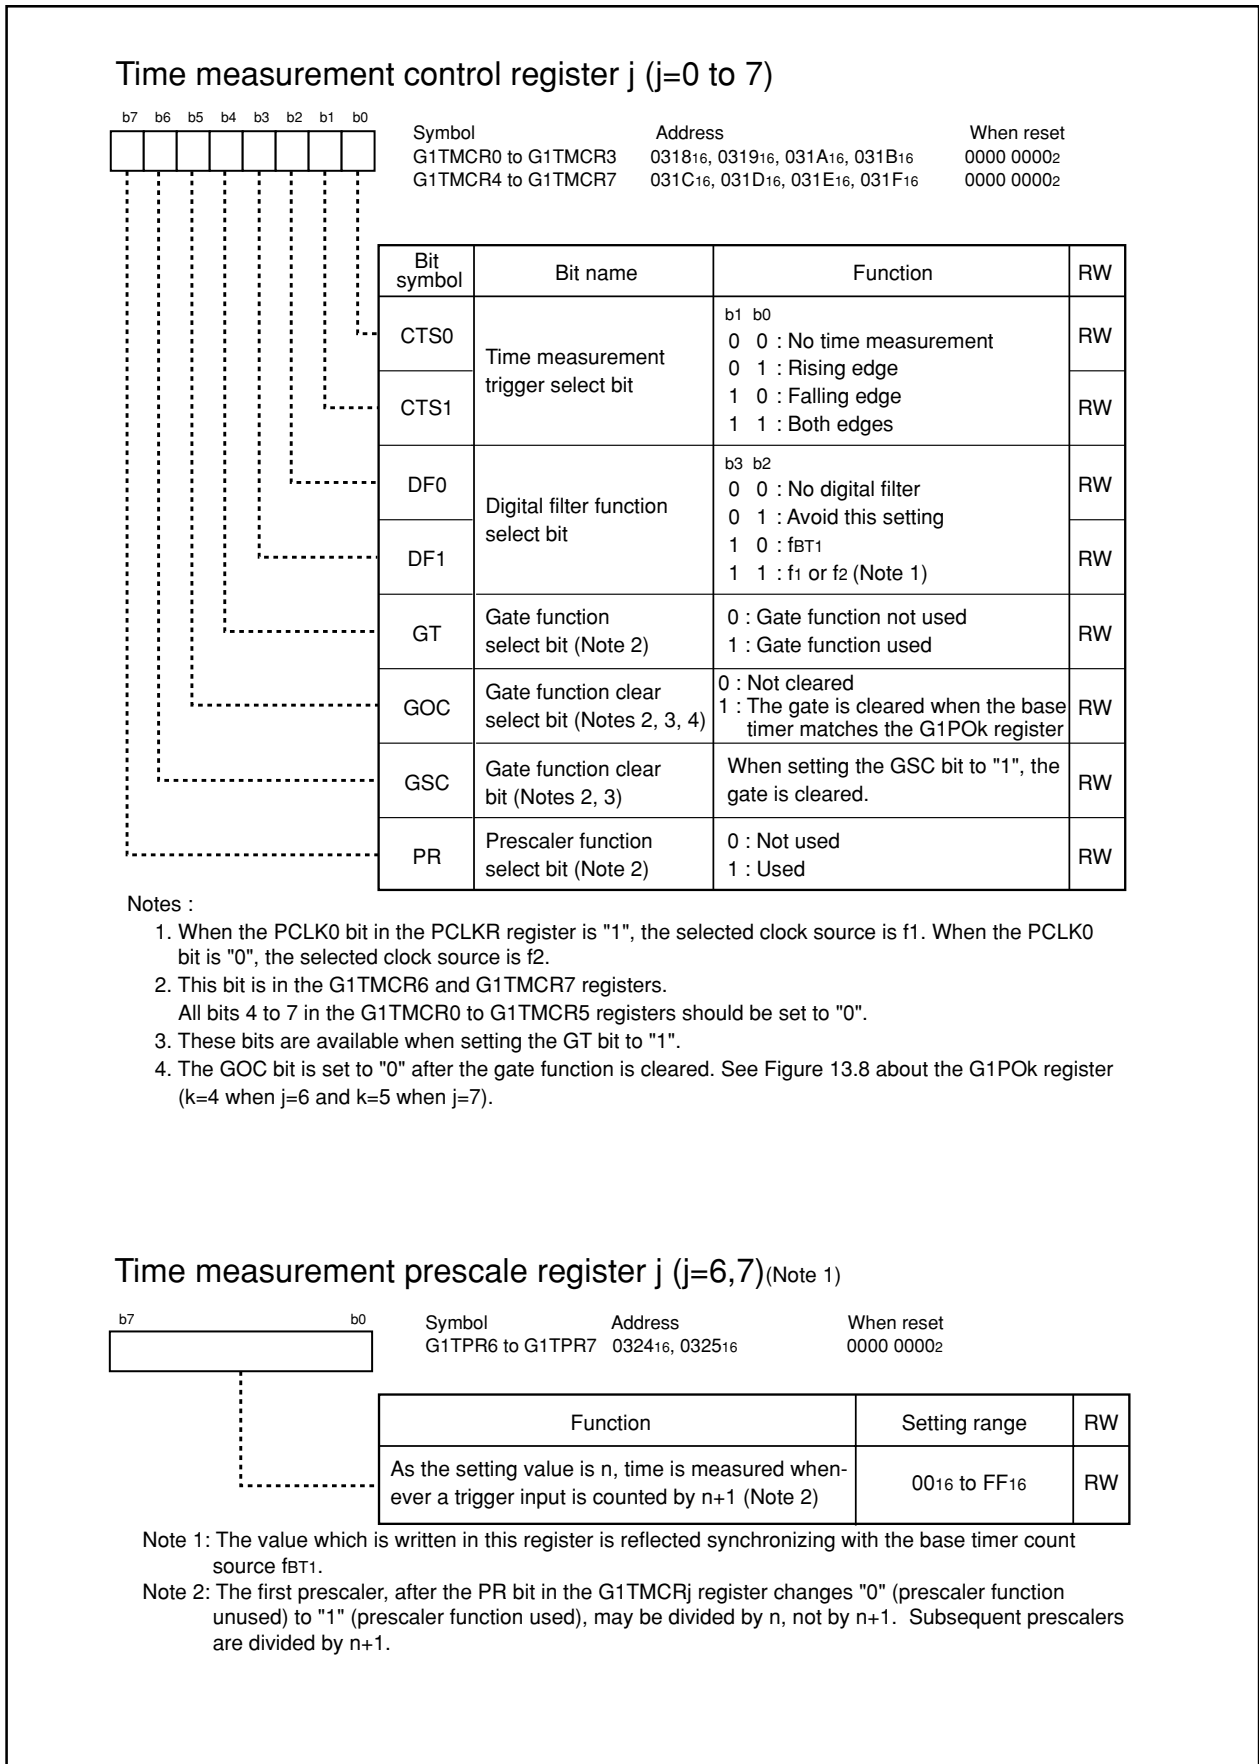 Time measurement control register j (j=0 to 7)
b7 b6 b5 b4 b3 b2 b1 b0
Symbol Address When reset
G1TMCR0 to G1TMCR3 031816, 031916, 031A16, 031B16 0000 00002
G1TMCR4 to G1TMCR7 031C16, 031D16, 031E16, 031F16 0000 00002
Bit symbol Bit name Function RW
CTS0 RW
CTS1 RW
Time measurement
trigger select bit
b1 b0
0 0 : No time measurement
0 1 : Rising edge
1 0 : Falling edge
1 1 : Both edges
DF0 RW
DF1 RW
Digital filter function
select bit
b3 b2
0 0 : No digital filter
0 1 : Avoid this setting
1 0 : fBT1
1 1 : f1 or f2 (Note 1)
GT
Gate function
select bit (Note 2)
0 : Gate function not used
1 : Gate function used
RW
GOC
Gate function clear
select bit (Notes 2, 3, 4)
0 : Not cleared
1 : The gate is cleared when the base
timer matches the G1POk register
RW
GSC
Gate function clear
bit (Notes 2, 3)
When setting the GSC bit to "1", the
gate is cleared.
RW
PR
Prescaler function
select bit (Note 2)
0 : Not used
1 : Used
RW
Notes :
1. When the PCLK0 bit in the PCLKR register is "1", the selected clock source is f1. When the PCLK0
bit is "0", the selected clock source is f2.
2. This bit is in the G1TMCR6 and G1TMCR7 registers.
All bits 4 to 7 in the G1TMCR0 to G1TMCR5 registers should be set to "0".
3. These bits are available when setting the GT bit to "1".
4. The GOC bit is set to "0" after the gate function is cleared. See Figure 13.8 about the G1POk register
(k=4 when j=6 and k=5 when j=7).
Time measurement prescale register j (j=6,7)(Note 1)
b7 b0
Symbol Address When reset
G1TPR6 to G1TPR7 032416, 032516 0000 00002
Function Setting range RW
As the setting value is n, time is measured when-
ever a trigger input is counted by n+1 (Note 2)
0016 to FF16 RW
Note 1: The value which is written in this register is reflected synchronizing with the base timer count
source fBT1.
Note 2: The first prescaler, after the PR bit in the G1TMCRj register changes "0" (prescaler function
unused) to "1" (prescaler function used), may be divided by n, not by n+1. Subsequent prescalers
are divided by n+1.